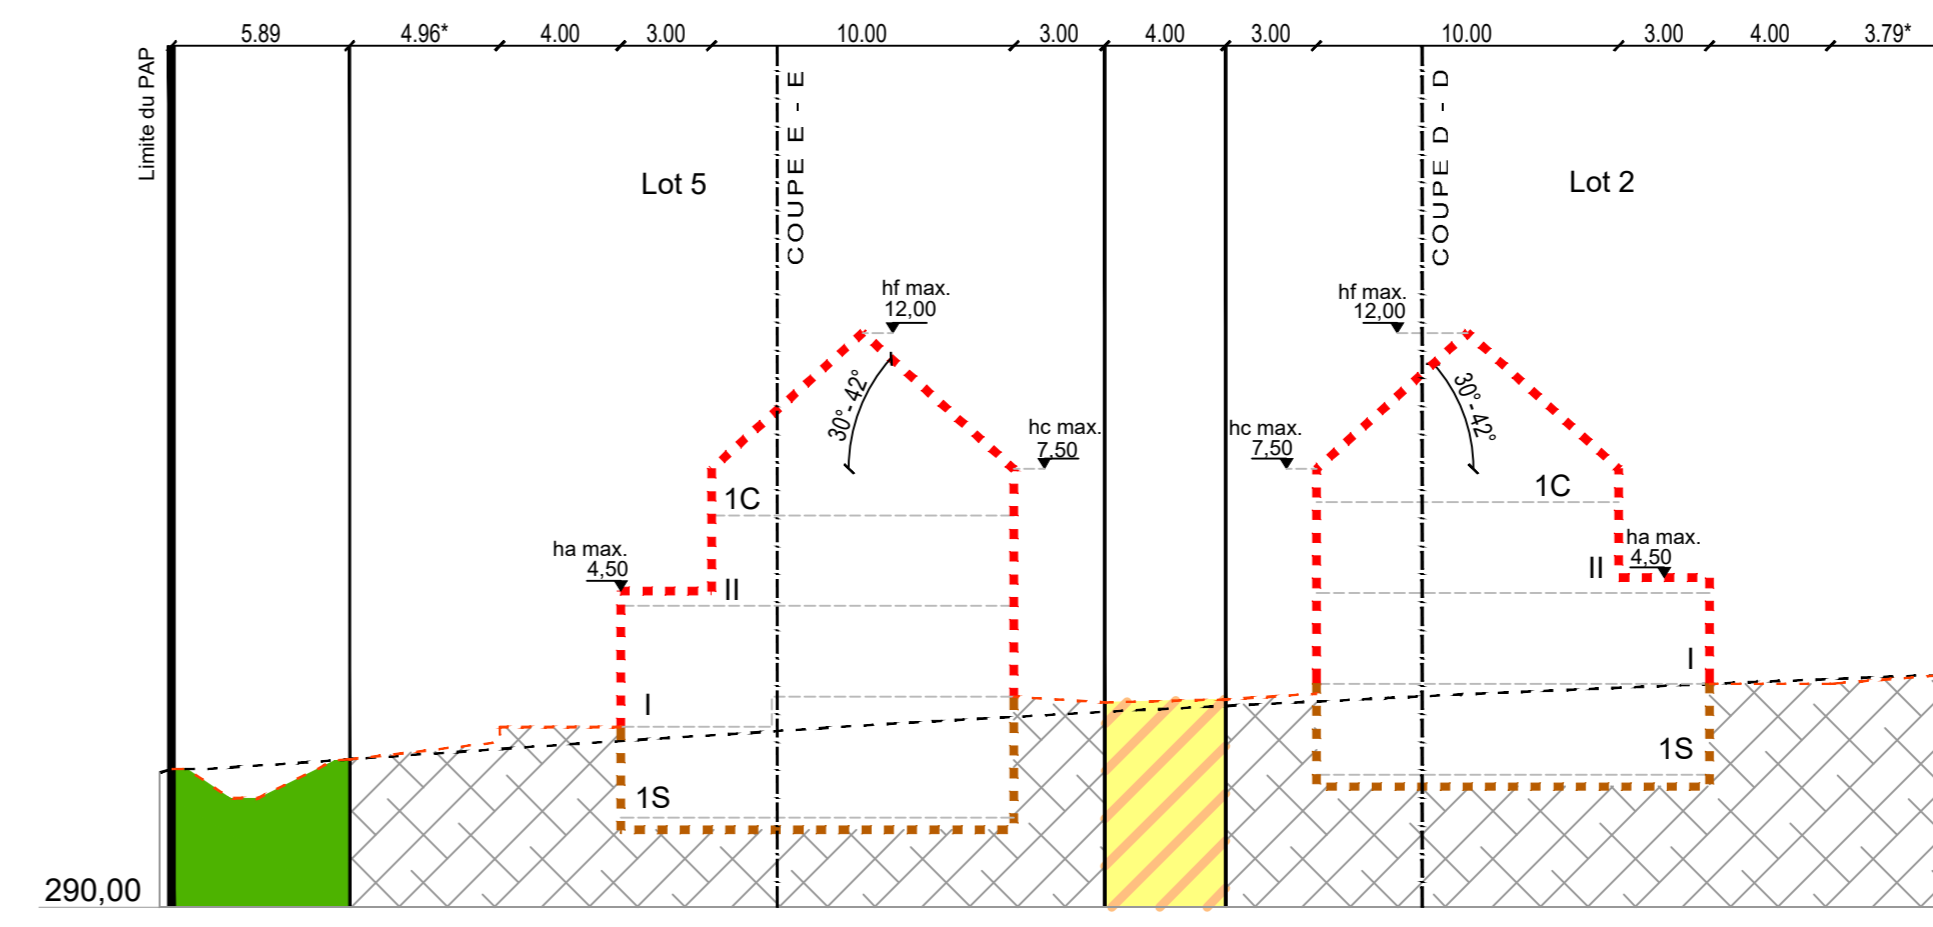 5.89 4.96* 4.00 3.00 10.00 3.00 4.00 3.00 10.00 3.00 4.00 3.79*
Limite du PAP
COUPE E - E
COUPE D - D
Lot 5
Lot 2
hf max.
12,00
hf max.
12,00
30°- 42°
30°- 42°
hc max.
7,50
hc max.
7,50
1C
1C
ha max.
4,50
ha max.
4,50
II
II
I
I
1S
1S
290,00